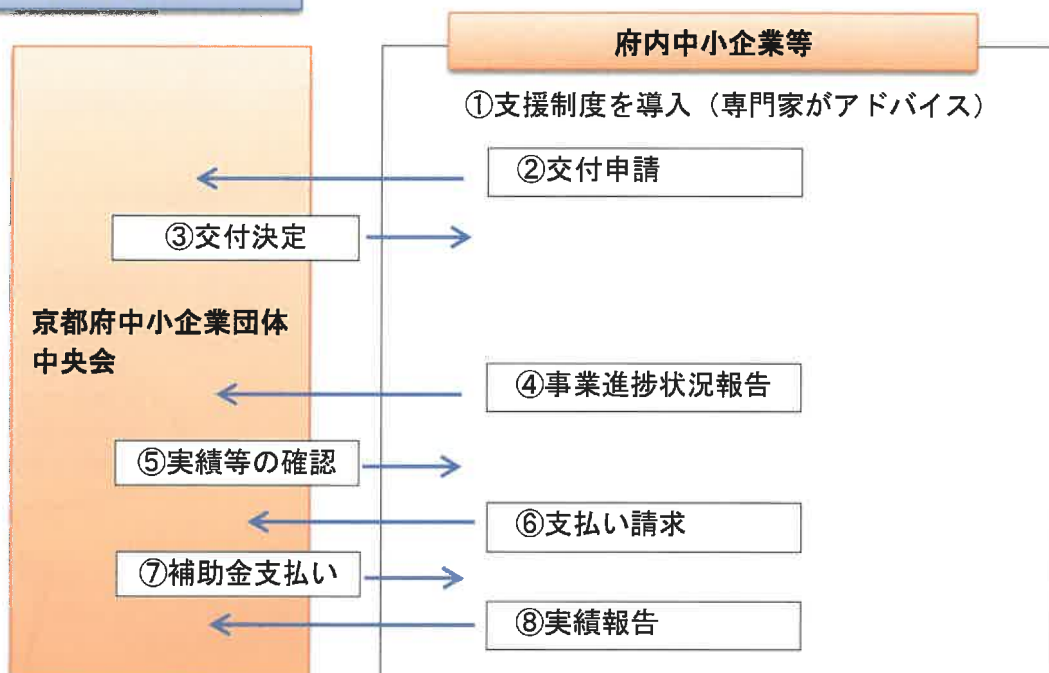 府内中小企業等
①支援制度を導入（専門家がアドバイス）
②交付申請
③交付決定
京都府中小企業団体
中央会
④事業進捗状況報告
⑤実績等の確認
⑥支払い請求
⑦補助金支払い
⑧実績報告